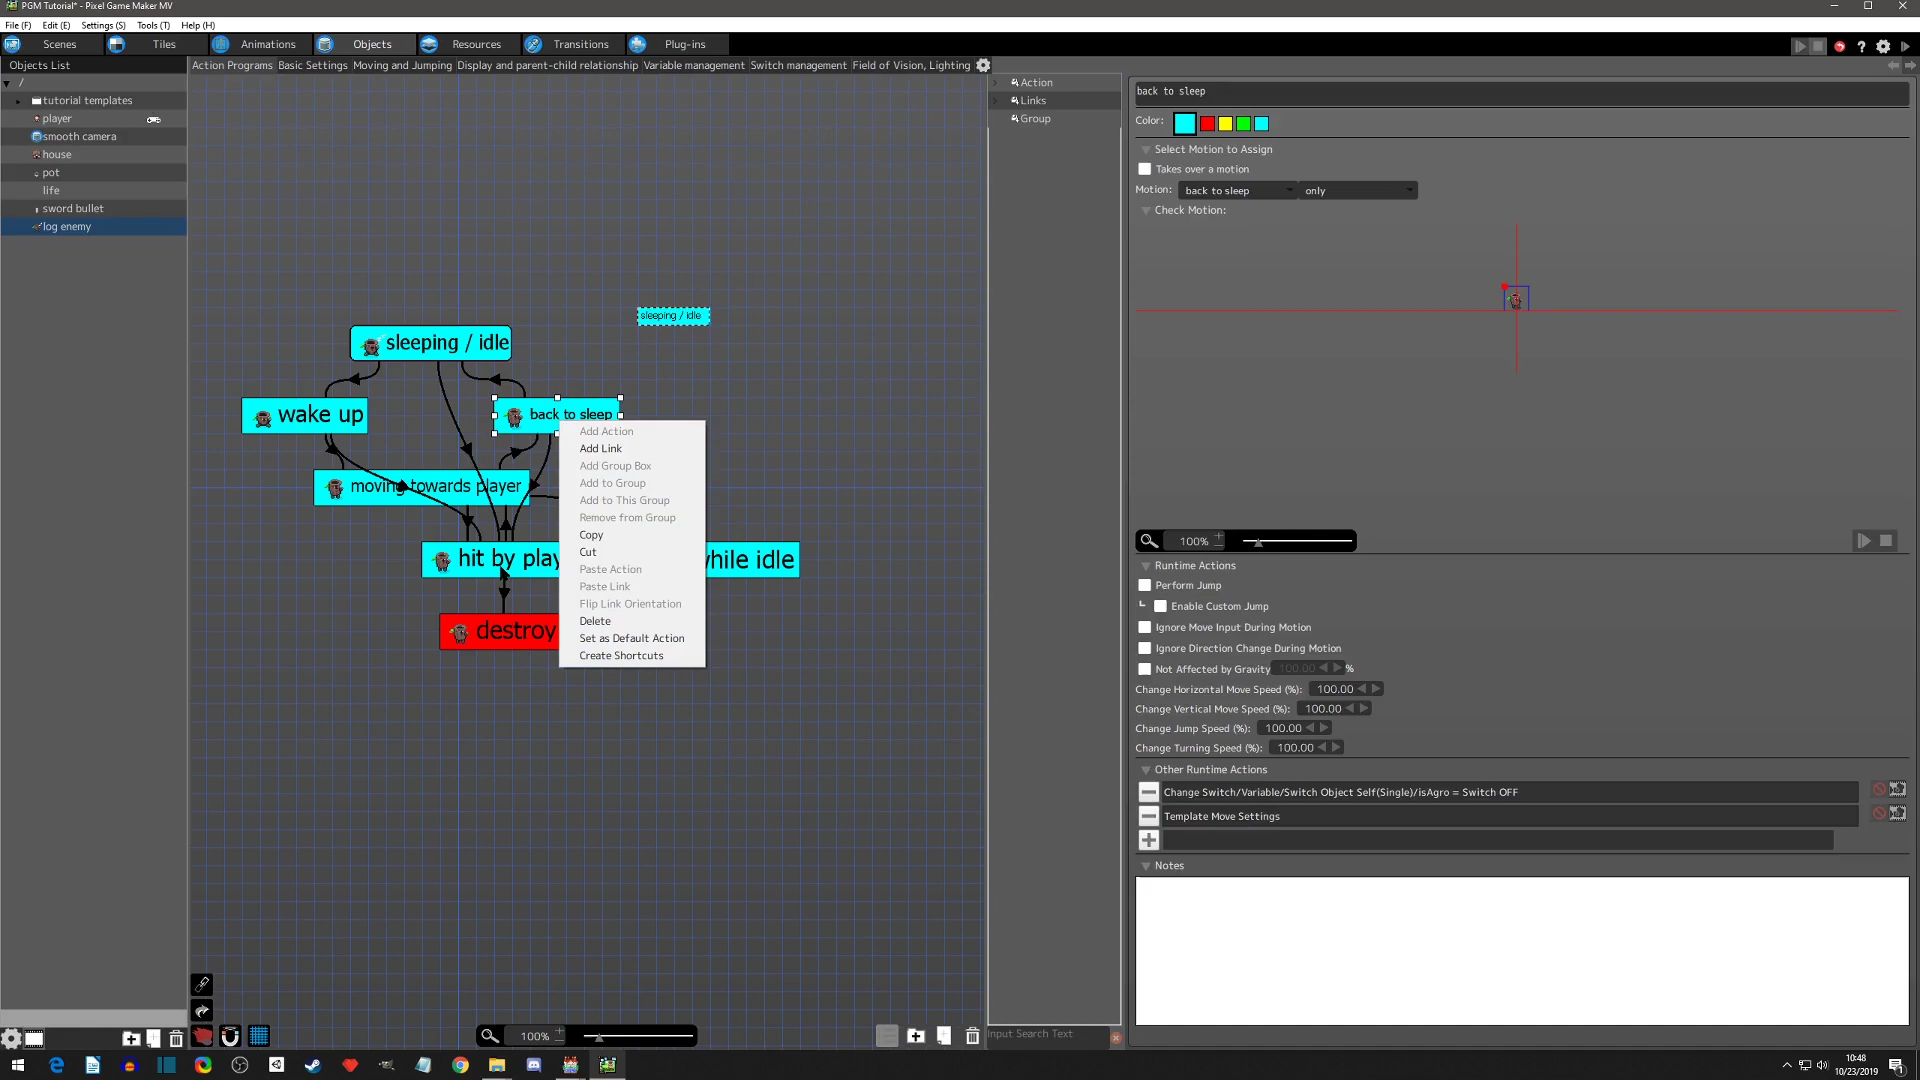 PGM Tutorial* - Pixel Game Maker MV
File (F) Edit (E) Settings (S) Tools (T) Help (H)
Scenes Tiles Animations Objects Resources Transitions Plug-ins
Objects List
/
tutorial templates
player
smooth camera
house
pot
life
sword bullet
log enemy
Action Programs Basic Settings Moving and Jumping Display and parent-child relationship Variable management Switch management Field of Vision, Lighting
sleeping / idle
sleeping / idle
wake up
back to sleep
moving towards player
hit by play
while idle
destroy
Add Action
Add Link
Add Group Box
Add to Group
Add to This Group
Remove from Group
Copy
Cut
Paste Action
Paste Link
Flip Link Orientation
Delete
Set as Default Action
Create Shortcuts
100%
Action
Links
Group
Input Search Text
back to sleep
Color:
Select Motion to Assign
Takes over a motion
Motion: back to sleep only
Check Motion:
100%
Runtime Actions
Perform Jump
Enable Custom Jump
Ignore Move Input During Motion
Ignore Direction Change During Motion
Not Affected by Gravity 100.00 %
Change Horizontal Move Speed (%): 100.00
Change Vertical Move Speed (%): 100.00
Change Jump Speed (%): 100.00
Change Turning Speed (%): 100.00
Other Runtime Actions
Change Switch/Variable/Switch Object Self(Single)/isAgro = Switch OFF
Template Move Settings
Notes
10:48
10/23/2019